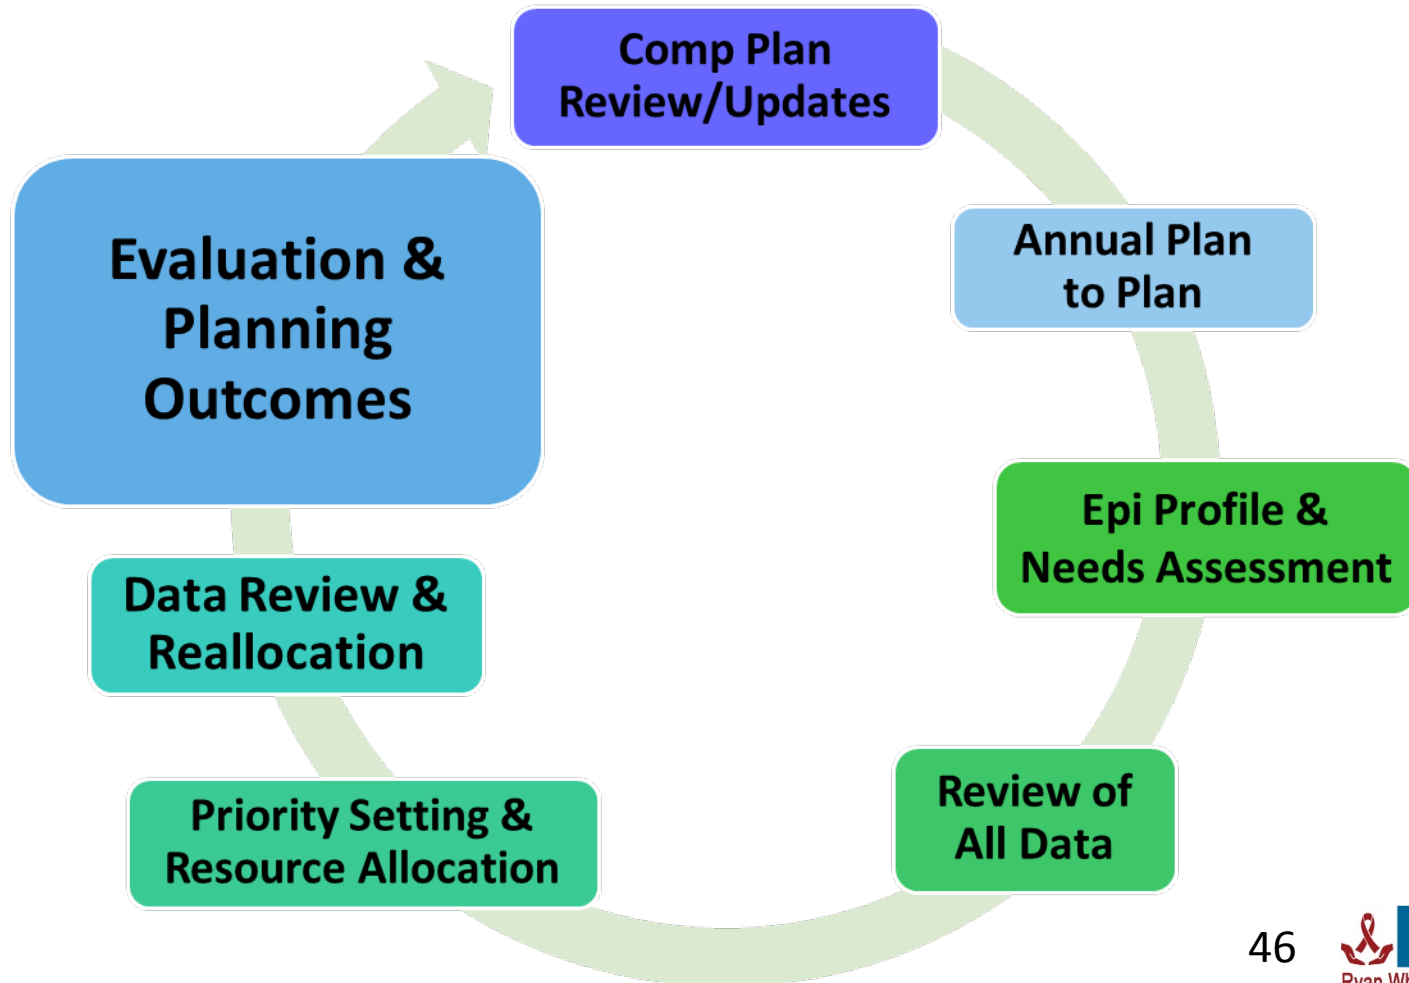 Comp Plan
Review/Updates
Annual Plan
to Plan
Epi Profile &
Needs Assessment
Review of
All Data
Priority Setting &
Resource Allocation
Data Review &
Reallocation
Evaluation &
Planning
Outcomes
46
Ryan